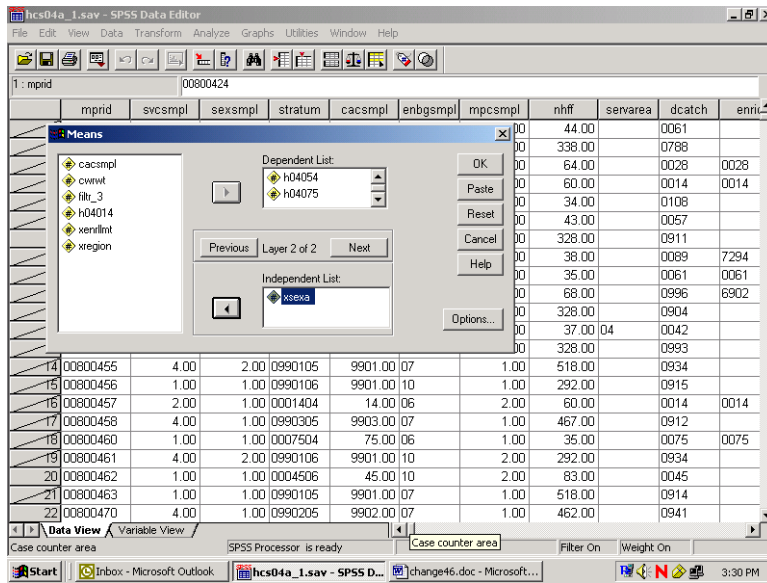 hcs04a_1.sav - SPSS Data Editor
File Edit View Data Transform Analyze Graphs Utilities Window Help
1 : mprid 00800424
mprid svcsmpl sexsmpl stratum cacsmpl enbgsmpl mpcsmpl nhff servarea dcatch
44.00 0061
338.00 0788
64.00 0028 0028
60.00 0014 0014
34.00 0108
43.00 0057
328.00 0911
38.00 0089 7294
35.00 0061 0061
68.00 0996 6902
328.00 0904
37.00 04 0042
328.00 0993
Means
cacsmpl
cwrwt
filtr_3
h04014
xenrllmt
xregion
Dependent List:
h04054
h04075
Previous Layer 2 of 2 Next
Independent List:
xsexa
OK
Paste
Reset
Cancel
Help
Options...
14 00800455 4.00 2.00 0990105 9901.00 07 1.00 518.00 0934
15 00800456 1.00 1.00 0990106 9901.00 10 1.00 292.00 0915
16 00800457 2.00 1.00 0001404 14.00 06 2.00 60.00 0014 0014
17 00800458 4.00 1.00 0990305 9903.00 07 1.00 467.00 0912
18 00800460 1.00 1.00 0007504 75.00 06 1.00 35.00 0075 0075
19 00800461 4.00 2.00 0990106 9901.00 10 2.00 292.00 0934
20 00800462 1.00 1.00 0004506 45.00 10 2.00 83.00 0045
21 00800463 1.00 1.00 0990105 9901.00 07 1.00 518.00 0914
22 00800470 4.00 1.00 0990205 9902.00 07 1.00 462.00 0941
Data View Variable View
Case counter area
Case counter area SPSS Processor is ready Filter On Weight On
Start Inbox - Microsoft Outlook hcs04a_1.sav - SPSS D... change46.doc - Microsoft... 3:30 PM